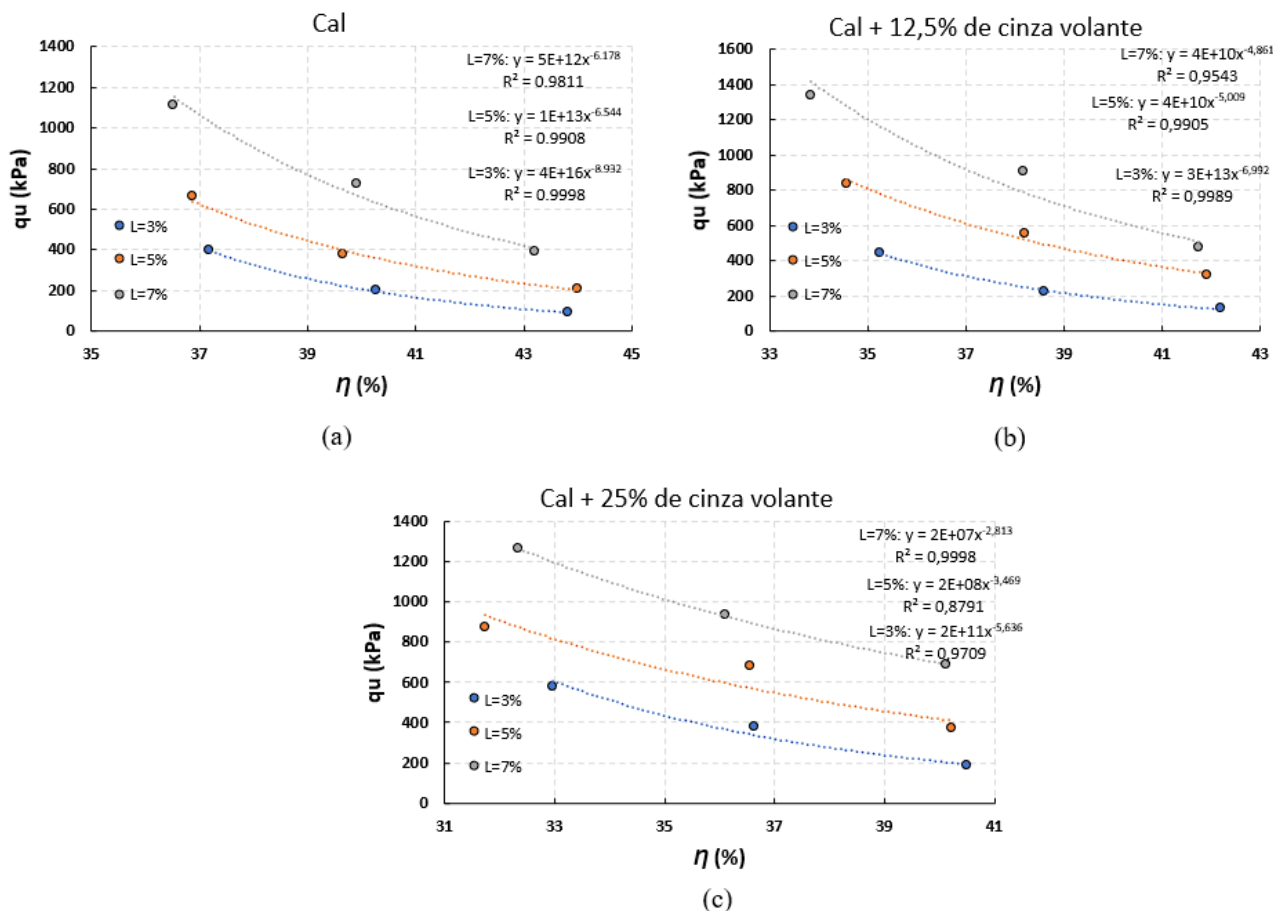 Cal
1400
1200
1000
800
600
400
200
0
qu (kPa)
L=7%: y = 5E+12x^-6.178
R² = 0.9811
L=5%: y = 1E+13x^-6.544
R² = 0.9908
L=3%: y = 4E+16x^-8.932
R² = 0.9998
L=3%
L=5%
L=7%
35 37 39 41 43 45
η (%)
(a)
Cal + 12,5% de cinza volante
1600
1400
1200
1000
800
600
400
200
0
qu (kPa)
L=7%: y = 4E+10x^-4,861
R² = 0,9543
L=5%: y = 4E+10x^-5,009
R² = 0,9905
L=3%: y = 3E+13x^-6,992
R² = 0,9989
L=3%
L=5%
L=7%
33 35 37 39 41 43
η (%)
(b)
Cal + 25% de cinza volante
1400
1200
1000
800
600
400
200
0
qu (kPa)
L=7%: y = 2E+07x^-2,813
R² = 0,9998
L=5%: y = 2E+08x^-3,469
R² = 0,8791
L=3%: y = 2E+11x^-5,636
R² = 0,9709
L=3%
L=5%
L=7%
31 33 35 37 39 41
η (%)
(c)